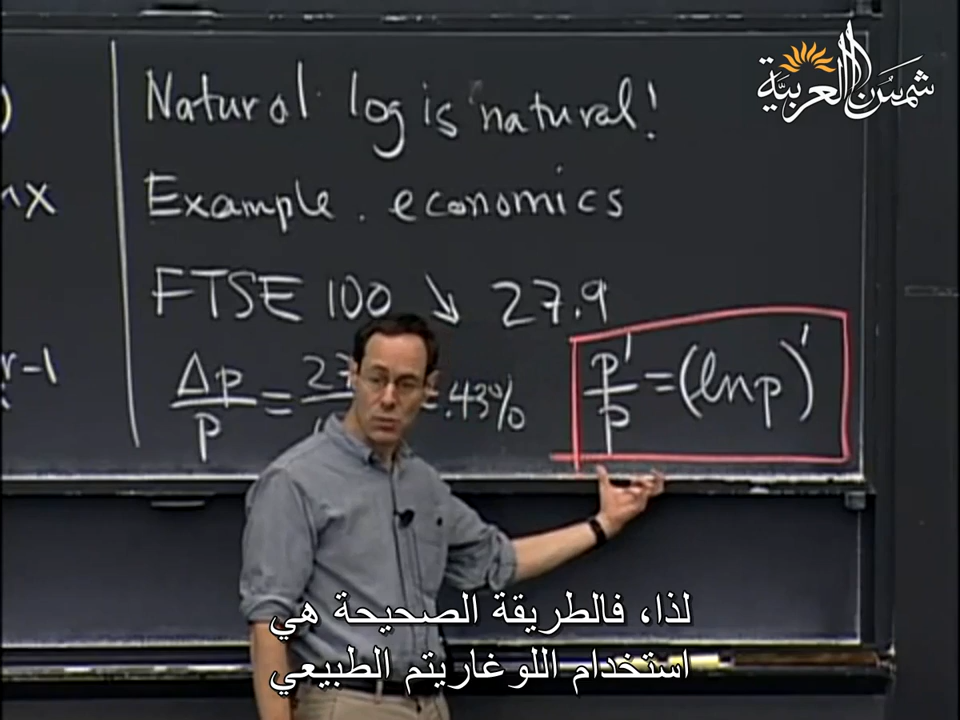 شمس العربية
Natural log is "natural!
Example. economics
FTSE 100 ↘ 27.9
Δp/p = 27 = .43%
p'/p = (ln p)'
لذا، فالطريقة الصحيحة هي
استخدام اللوغاريتم الطبيعي